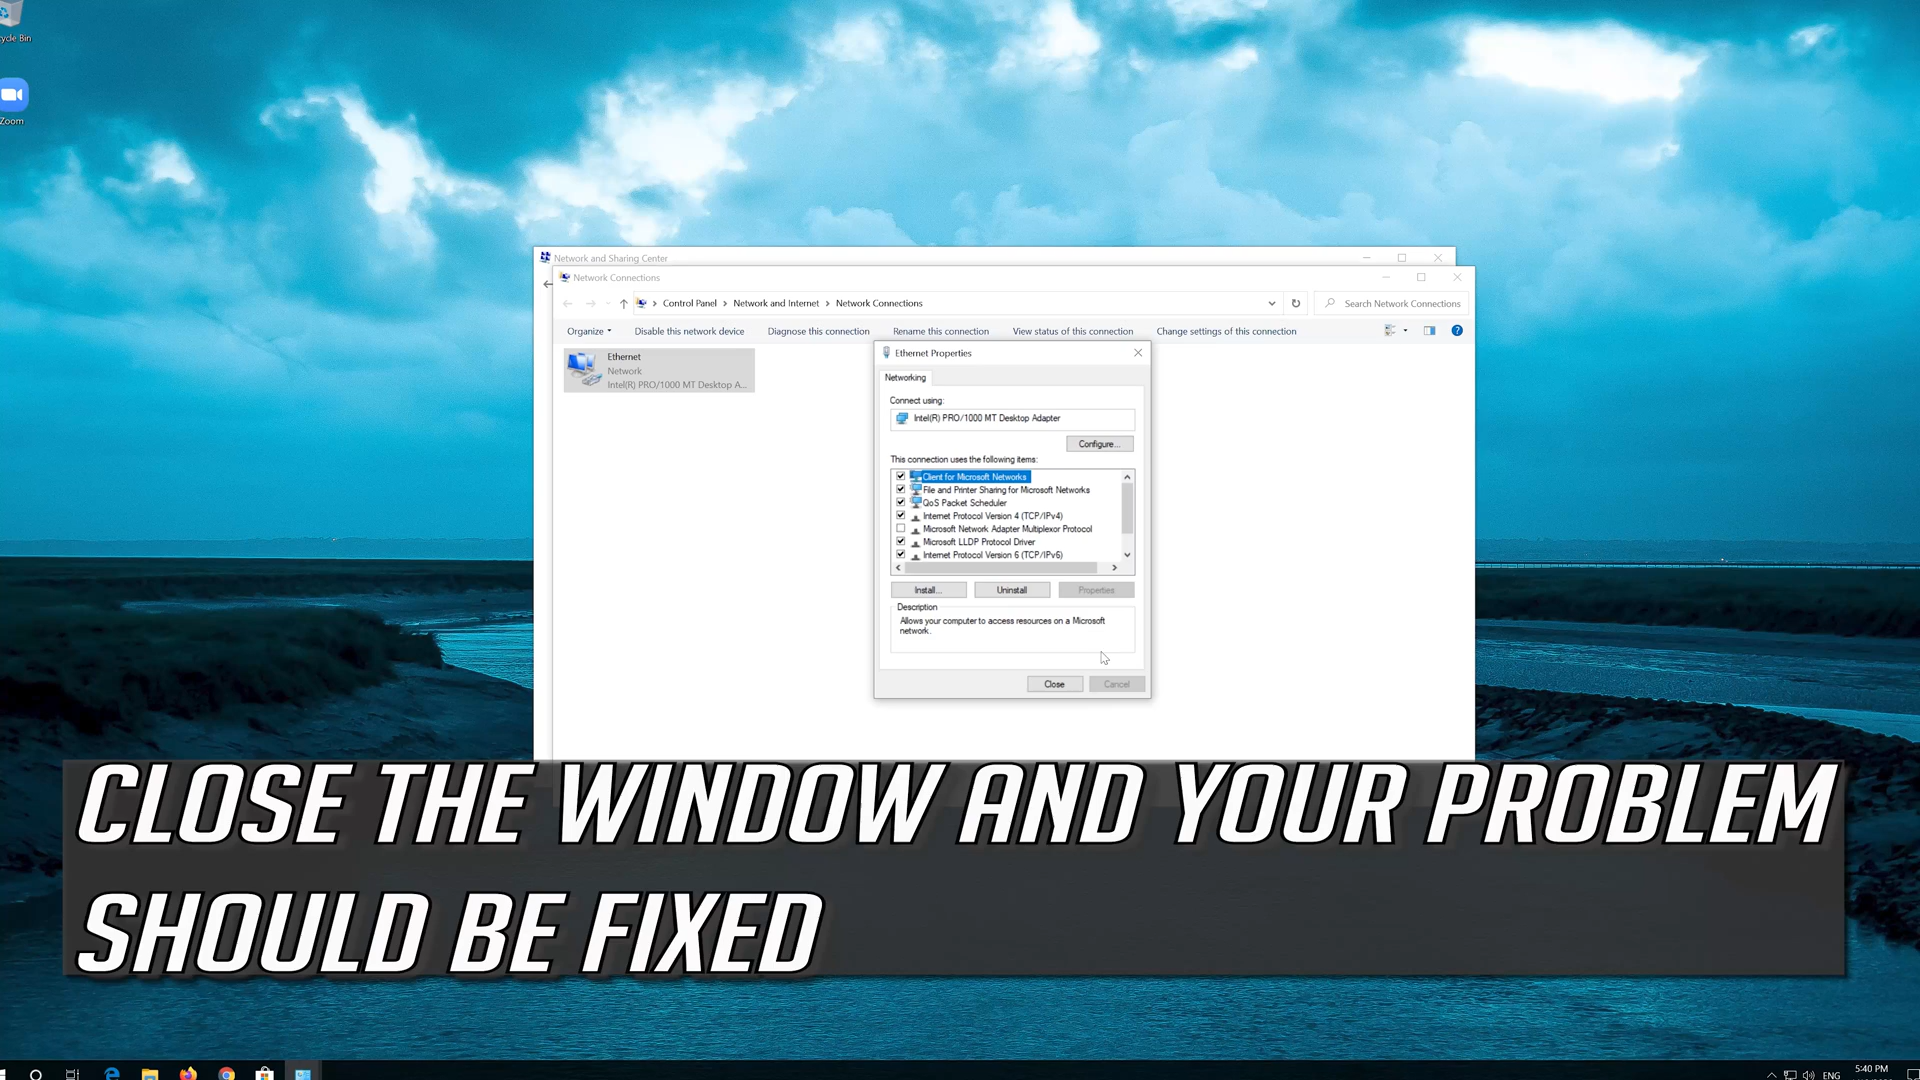 cycle Bin
Zoom
Network and Sharing Center
Network Connections
Control Panel > Network and Internet > Network Connections
Search Network Connections
Organize
Disable this network device
Diagnose this connection
Rename this connection
View status of this connection
Change settings of this connection
Ethernet
Network
Intel(R) PRO/1000 MT Desktop A...
Ethernet Properties
Networking
Connect using:
Intel(R) PRO/1000 MT Desktop Adapter
Configure...
This connection uses the following items:
Client for Microsoft Networks
File and Printer Sharing for Microsoft Networks
QoS Packet Scheduler
Internet Protocol Version 4 (TCP/IPv4)
Microsoft Network Adapter Multiplexor Protocol
Microsoft LLDP Protocol Driver
Internet Protocol Version 6 (TCP/IPv6)
Install...
Uninstall
Properties
Description
Allows your computer to access resources on a Microsoft
network.
Close
Cancel
CLOSE THE WINDOW AND YOUR PROBLEM
SHOULD BE FIXED
ENG
5:40 PM